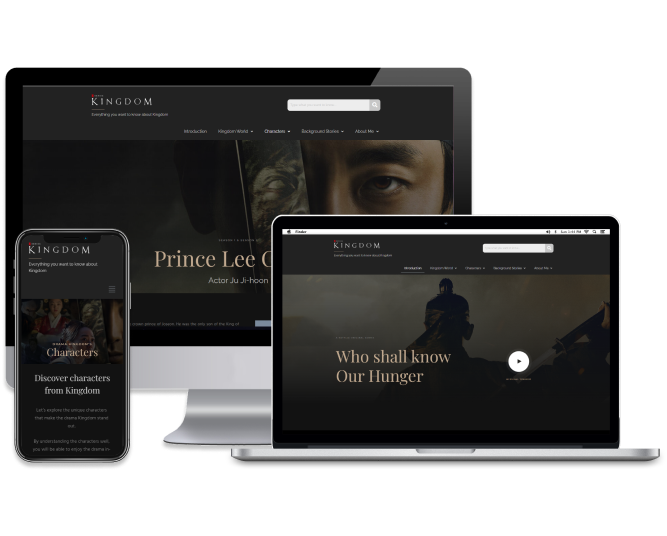 KINGDOM
Everything you want to know about Kingdom
Introduction Kingdom World Characters Background Stories About Me
Prince Lee C
Actor Ju Ji-hoon
KINGDOM
Everything you want to know about
Kingdom
Characters
Discover characters
from Kingdom
Let's explore the unique characters
that make the drama Kingdom stand
out.
By understanding the characters well,
you will be able to enjoy the drama in
Finder
KINGDOM
Everything you want to know about Kingdom
Introduction Kingdom World Characters Background Stories About Me
Who shall know
Our Hunger